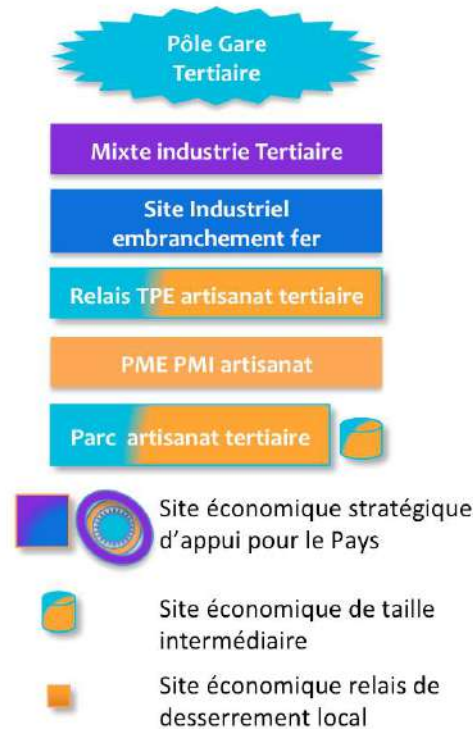 Pôle Gare
Tertiaire
Mixte industrie Tertiaire
Site Industriel
embranchement fer
Relais TPE artisanat tertiaire
PME PMI artisanat
Parc artisanat tertiaire
Site économique stratégique
d'appui pour le Pays
Site économique de taille
intermédiaire
Site économique relais de
desserrement local